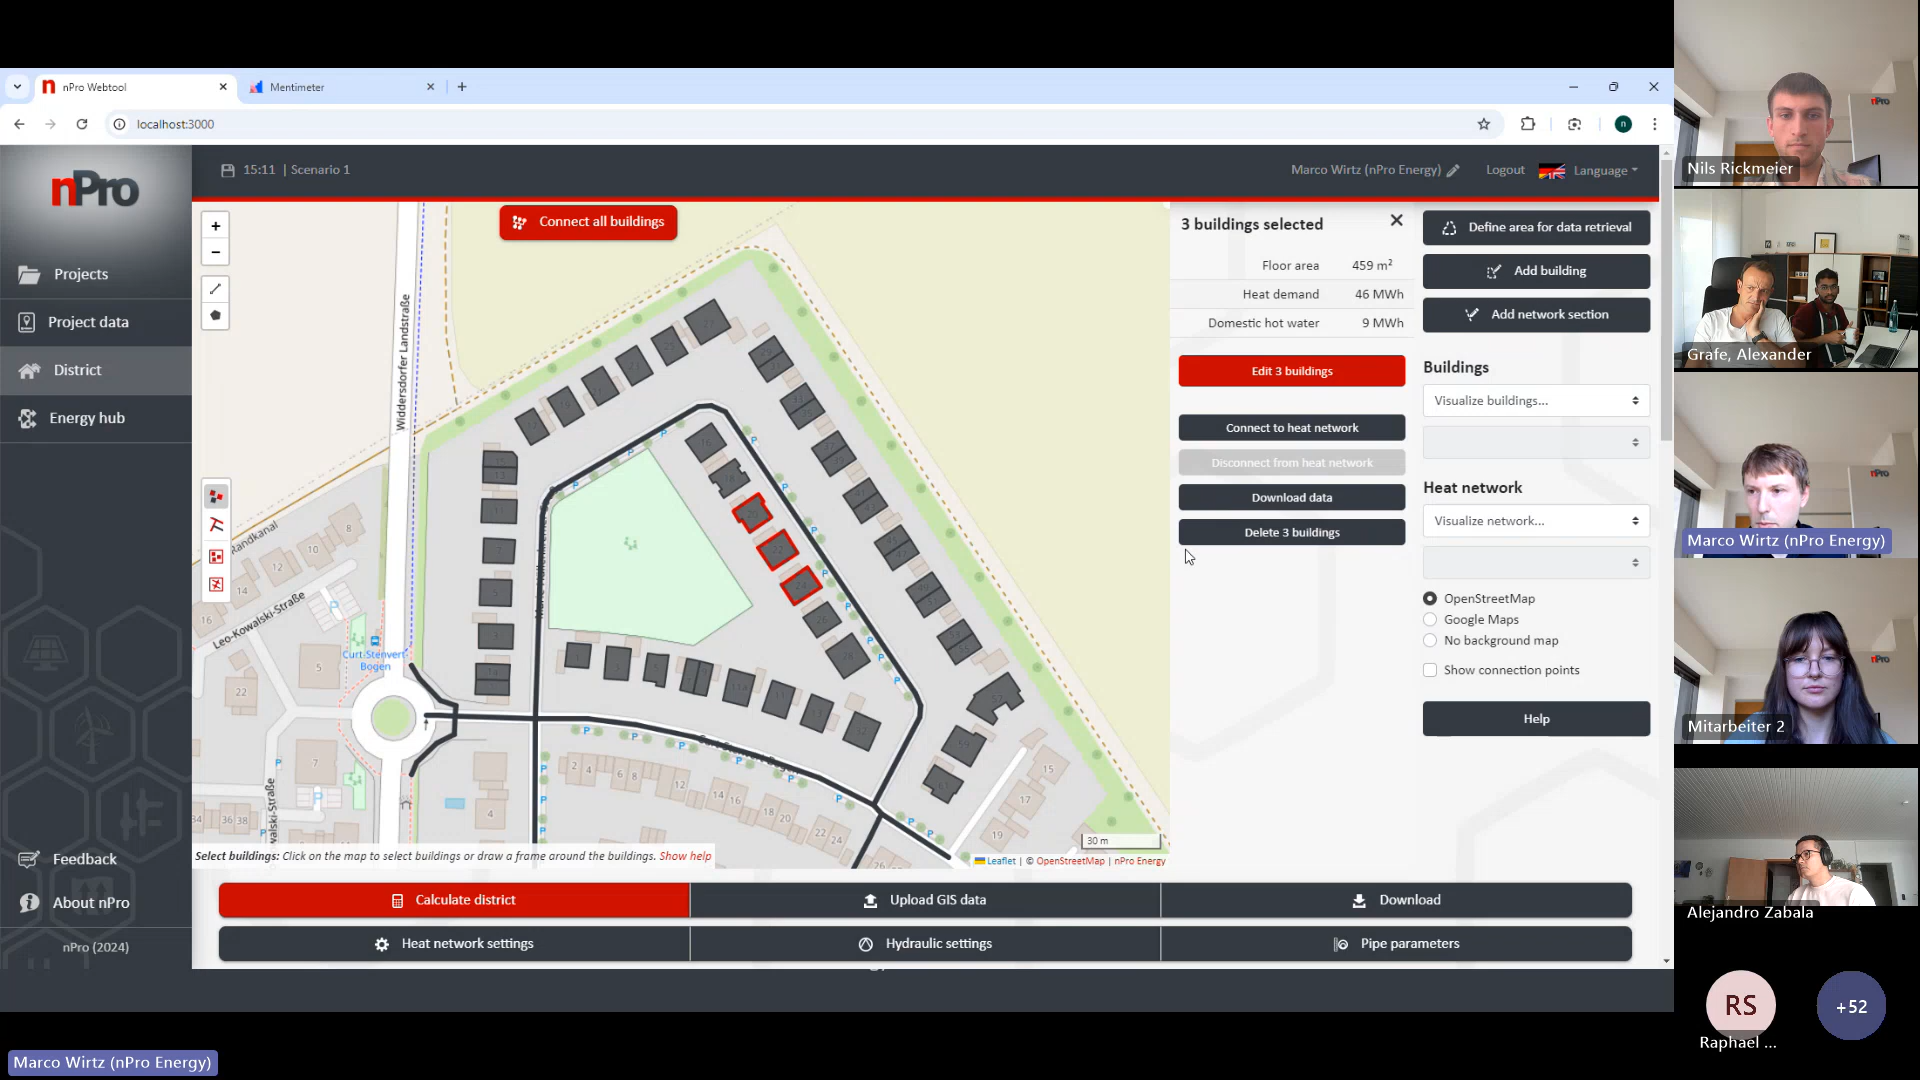 nPro Webtool
Mentimeter
localhost:3000
n
nPro
15:11 | Scenario 1
Marco Wirtz (nPro Energy)
Logout
Language
Projects
Project data
District
Energy hub
Feedback
About nPro
nPro (2024)
+
−
Connect all buildings
Widdersdorfer Landstraße
Randkanal
Leo-Kowalski-Straße
Curt-Stenvert-
Bogen
30 m
Select buildings: Click on the map to select buildings or draw a frame around the buildings. Show help
Leaflet | © OpenStreetMap | nPro Energy
3 buildings selected
Floor area 459 m²
Heat demand 46 MWh
Domestic hot water 9 MWh
Edit 3 buildings
Connect to heat network
Disconnect from heat network
Download data
Delete 3 buildings
Define area for data retrieval
Add building
Add network section
Buildings
Visualize buildings...
Heat network
Visualize network...
OpenStreetMap
Google Maps
No background map
Show connection points
Help
Calculate district
Upload GIS data
Download
Heat network settings
Hydraulic settings
Pipe parameters
Nils Rickmeier
Grafe, Alexander
Marco Wirtz (nPro Energy)
Mitarbeiter 2
Alejandro Zabala
RS
Raphael ...
+52
Marco Wirtz (nPro Energy)